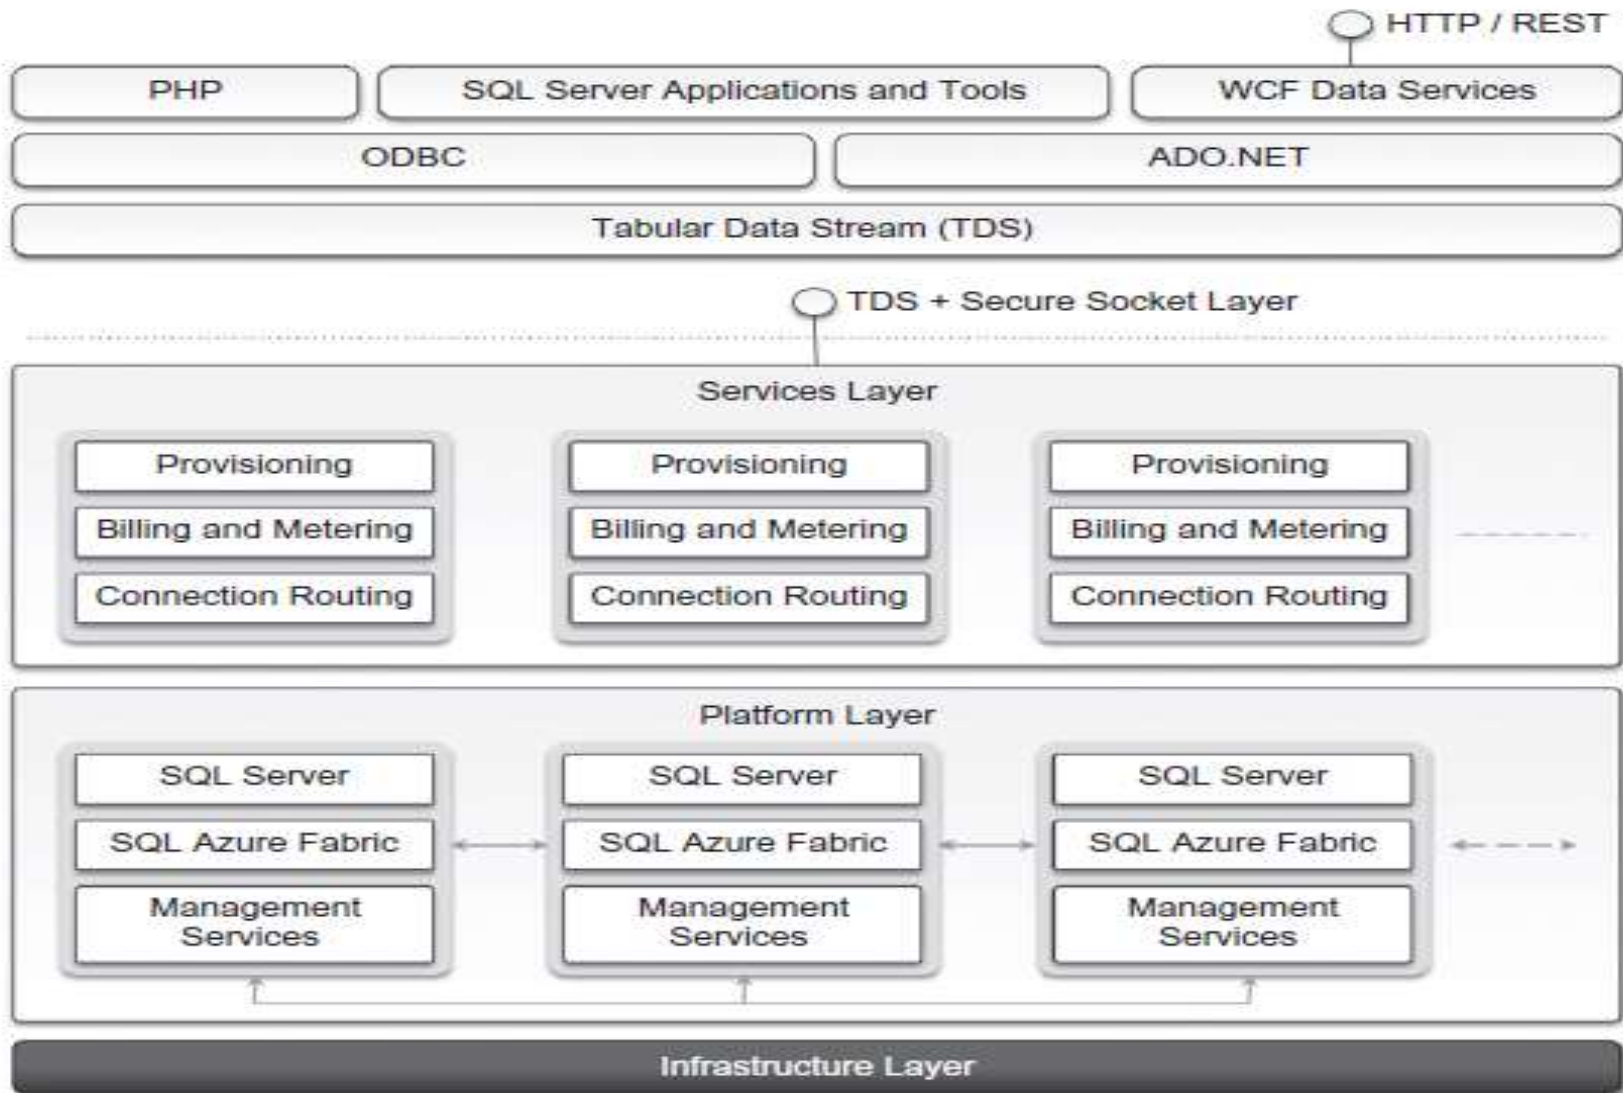 HTTP / REST
PHP
SQL Server Applications and Tools
WCF Data Services
ODBC
ADO.NET
Tabular Data Stream (TDS)
TDS + Secure Socket Layer
Services Layer
Provisioning
Billing and Metering
Connection Routing
Provisioning
Billing and Metering
Connection Routing
Provisioning
Billing and Metering
Connection Routing
Platform Layer
SQL Server
SQL Azure Fabric
Management
Services
SQL Server
SQL Azure Fabric
Management
Services
SQL Server
SQL Azure Fabric
Management
Services
Infrastructure Layer